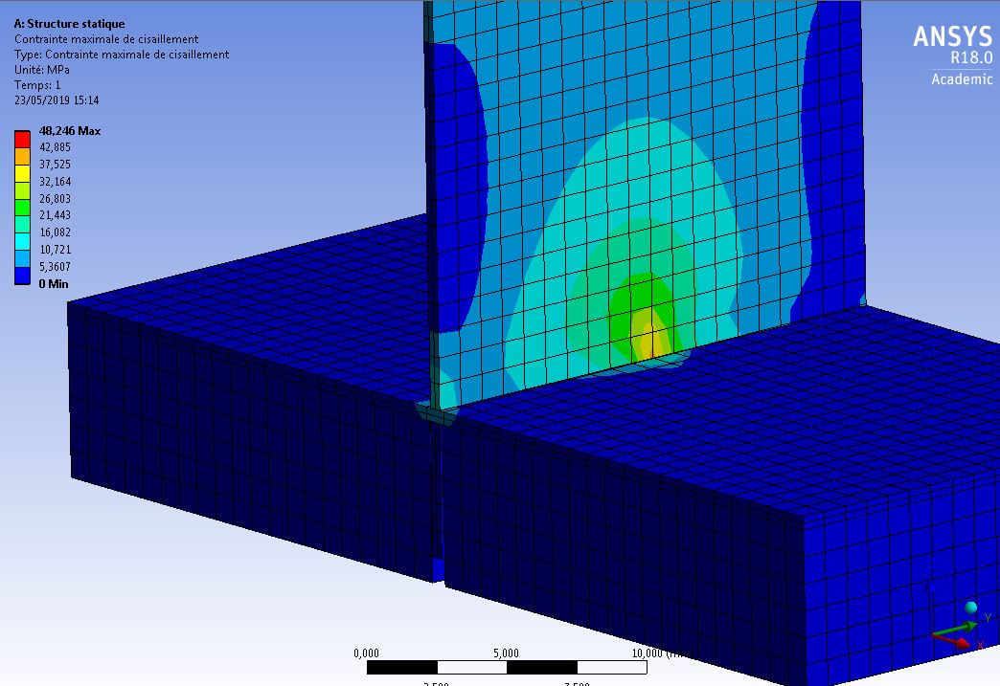 A: Structure statique
Contrainte maximale de cisaillement
Type: Contrainte maximale de cisaillement
Unité: MPa
Temps: 1
23/05/2019 15:14
ANSYS
R18.0
Academic
48,246 Max
42,885
37,525
32,164
26,803
21,443
16,082
10,721
5,3607
0 Min
0,000 5,000 10,000
2,500 7,500
Y
X